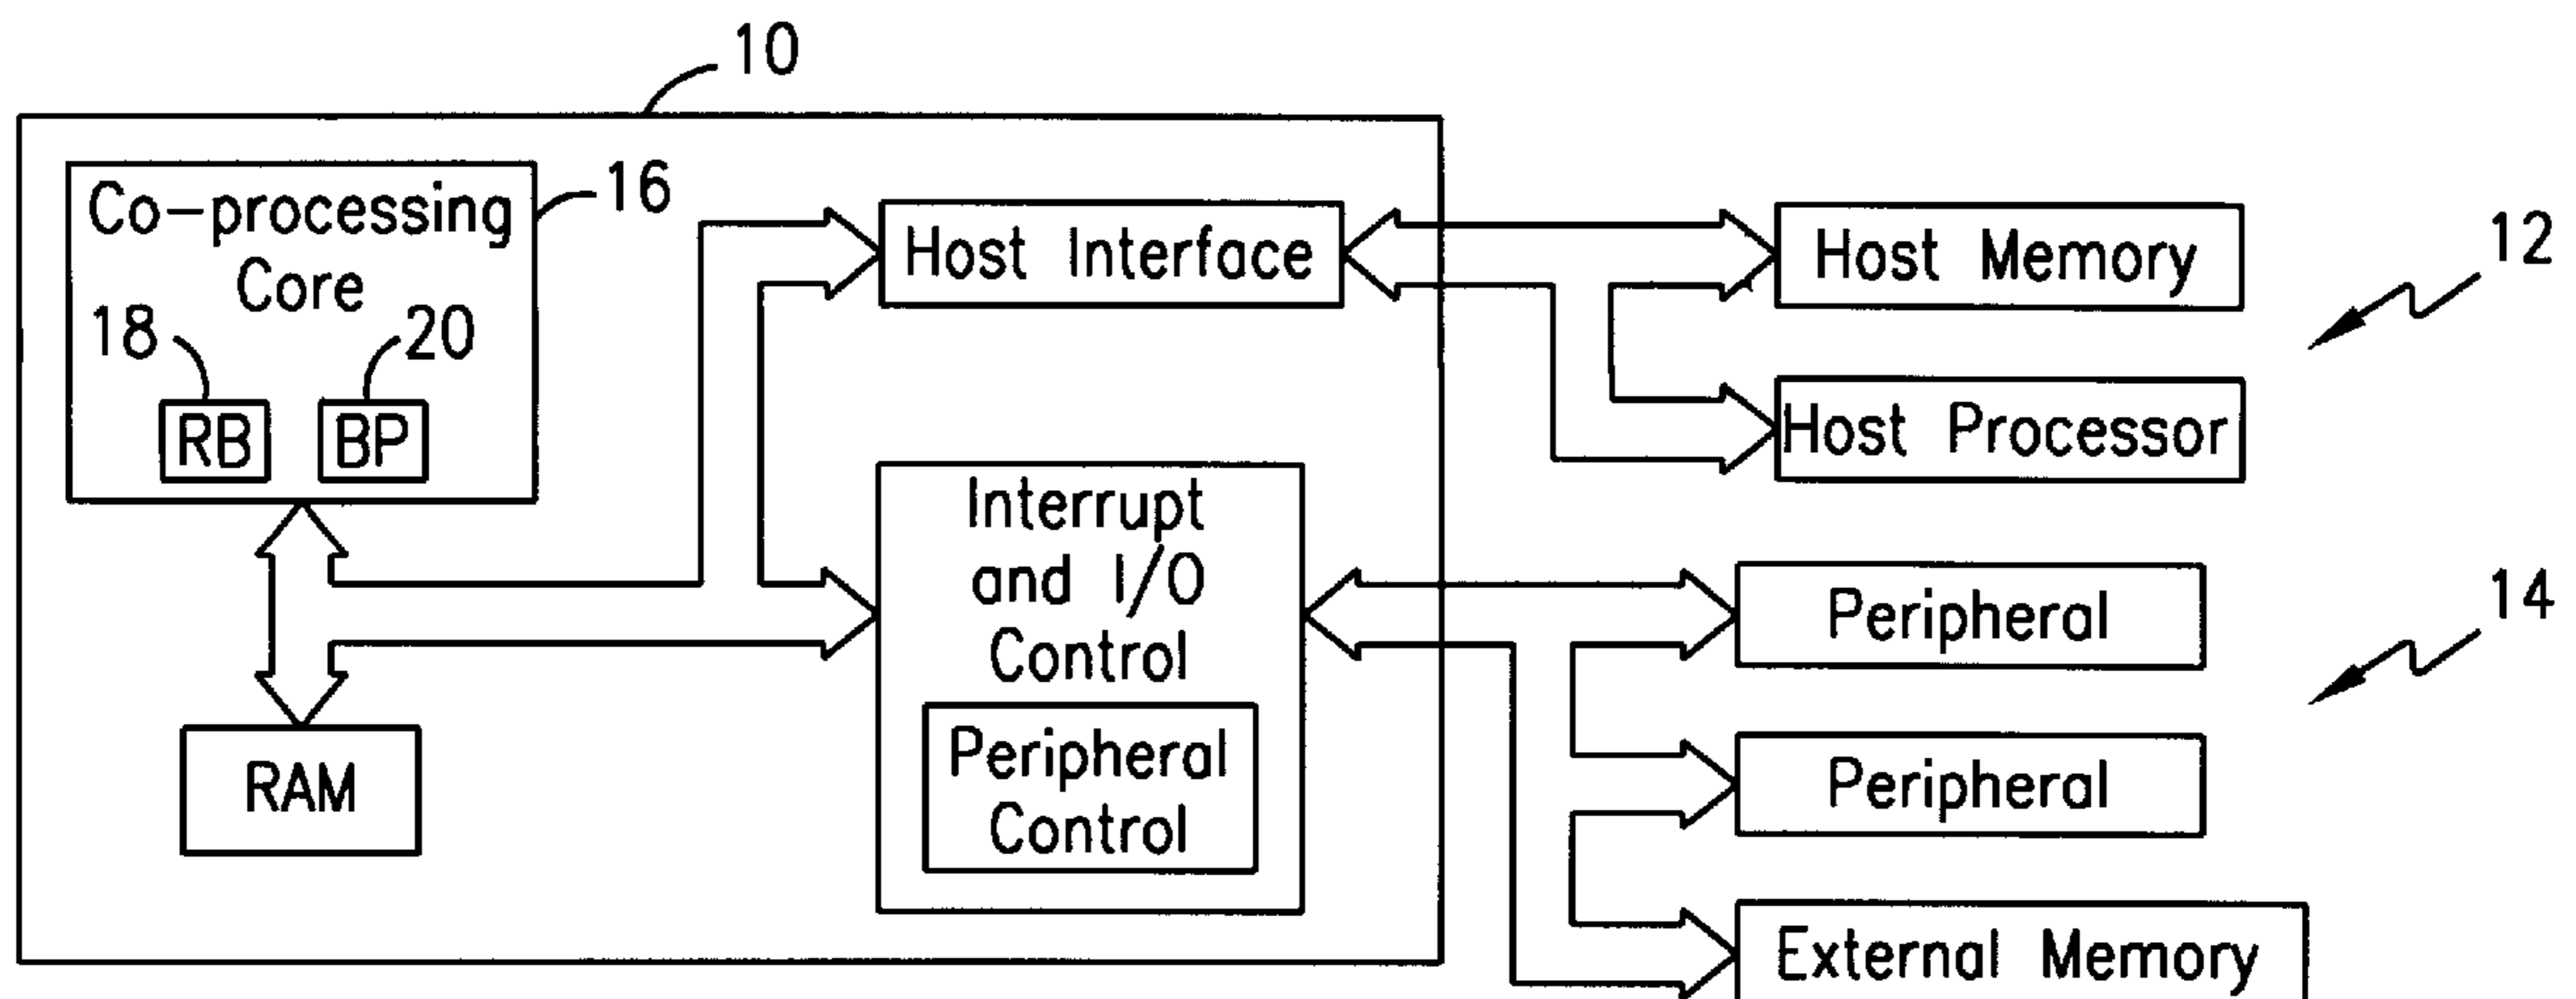 10
Co-processing
Core
16
18
20
RB
BP
RAM
Host Interface
Interrupt
and I/O
Control
Peripheral
Control
Host Memory
Host Processor
12
Peripheral
Peripheral
External Memory
14